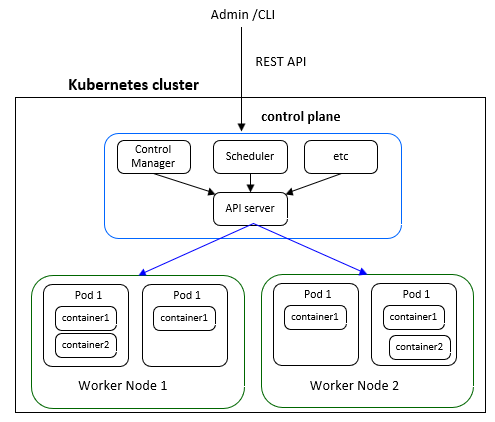 Admin /CLI
REST API
Kubernetes cluster
control plane
Control
Manager
Scheduler
etc
API server
Pod 1
container1
container2
Pod 1
container1
Worker Node 1
Pod 1
container1
Pod 1
container1
container2
Worker Node 2